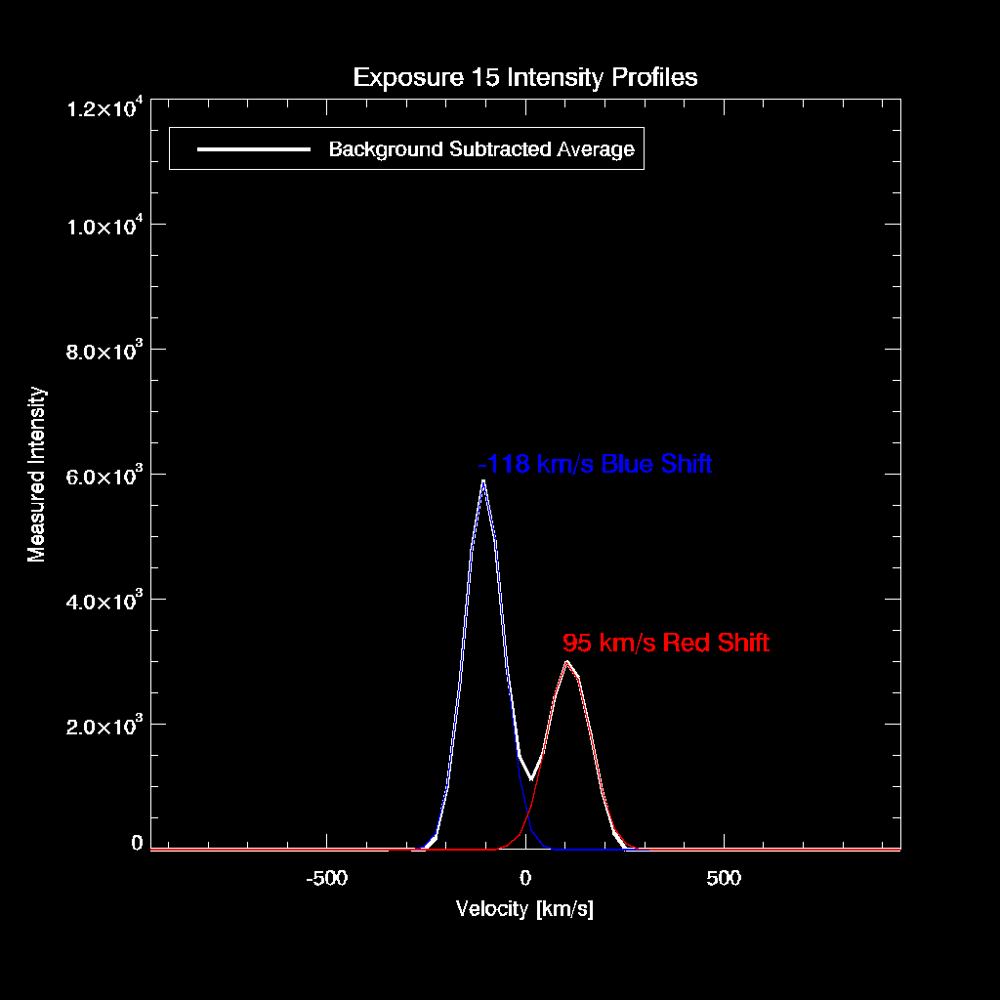 Exposure 15 Intensity Profiles
1.2×10⁴
Background Subtracted Average
1.0×10⁴
8.0×10³
Measured Intensity
-118 km/s Blue Shift
6.0×10³
4.0×10³
95 km/s Red Shift
2.0×10³
0
-500 0 500
Velocity [km/s]